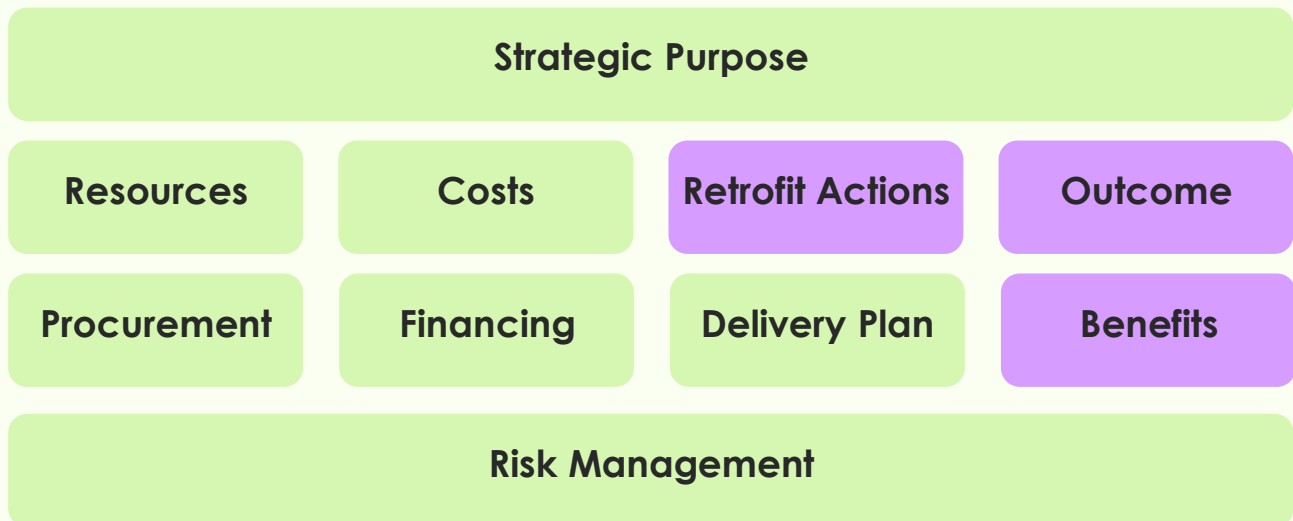 Strategic Purpose
Resources
Costs
Retrofit Actions
Outcome
Procurement
Financing
Delivery Plan
Benefits
Risk Management